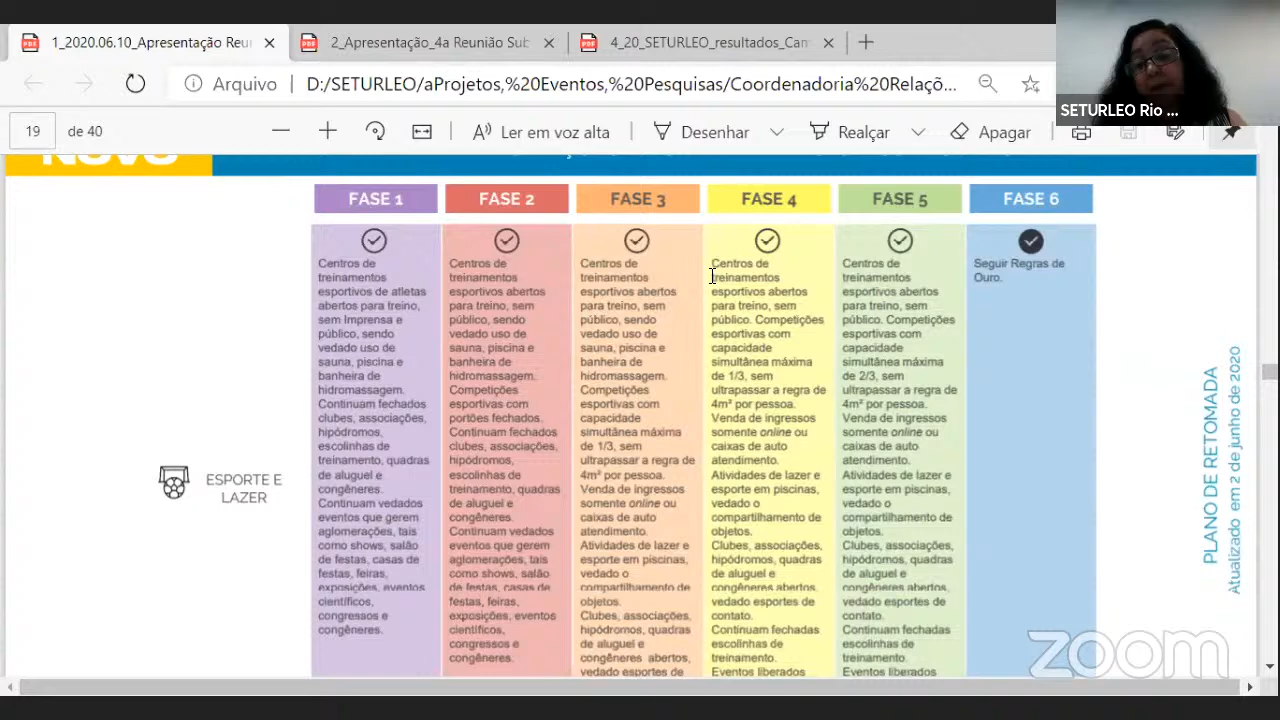 1_2020.06.10_Apresentação Reu
2_Apresentação_4a Reunião Sub
4_20_SETURLEO_resultados_Cam
Arquivo
D:/SETURLEO/aProjetos,%20Eventos,%20Pesquisas/Coordenadoria%20Relaçõ...
SETURLEO Rio ...
19
de 40
Ler em voz alta
Desenhar
Realçar
Apagar
NOVO
FASE 1
FASE 2
FASE 3
FASE 4
FASE 5
FASE 6
ESPORTE E
LAZER
Centros de
treinamentos
esportivos de atletas
abertos para treino,
sem Imprensa e
público, sendo
vedado uso de
sauna, piscina e
banheira de
hidromassagem.
Continuam fechados
clubes, associações,
hipódromos,
escolinhas de
treinamento, quadras
de aluguel e
congêneres.
Continuam vedados
eventos que gerem
aglomerações, tais
como shows, salão
de festas, casas de
festas, feiras,
exposições, eventos
científicos,
congressos e
congêneres.
Centros de
treinamentos
esportivos abertos
para treino, sem
público, sendo
vedado uso de
sauna, piscina e
banheira de
hidromassagem.
Competições
esportivas com
portões fechados.
Continuam fechados
clubes, associações,
hipódromos,
escolinhas de
treinamento, quadras
de aluguel e
congêneres.
Continuam vedados
eventos que gerem
aglomerações, tais
como shows, salão
de festas, casas de
festas, feiras,
exposições, eventos
científicos,
congressos e
congêneres.
Centros de
treinamentos
esportivos abertos
para treino, sem
público, sendo
vedado uso de
sauna, piscina e
banheira de
hidromassagem.
Competições
esportivas com
capacidade
simultânea máxima
de 1/3, sem
ultrapassar a regra de
4m² por pessoa.
Venda de ingressos
somente online ou
caixas de auto
atendimento.
Atividades de lazer e
esporte em piscinas,
vedado o
compartilhamento de
objetos.
Clubes, associações,
hipódromos, quadras
de aluguel e
congêneres abertos,
vedado esportes de
Centros de
treinamentos
esportivos abertos
para treino, sem
público. Competições
esportivas com
capacidade
simultânea máxima
de 1/3, sem
ultrapassar a regra de
4m² por pessoa.
Venda de ingressos
somente online ou
caixas de auto
atendimento.
Atividades de lazer e
esporte em piscinas,
vedado o
compartilhamento de
objetos.
Clubes, associações,
hipódromos, quadras
de aluguel e
congêneres abertos,
vedado esportes de
contato.
Continuam fechadas
escolinhas de
treinamento.
Eventos liberados
Centros de
treinamentos
esportivos abertos
para treino, sem
público. Competições
esportivas com
capacidade
simultânea máxima
de 2/3, sem
ultrapassar a regra de
4m² por pessoa.
Venda de ingressos
somente online ou
caixas de auto
atendimento.
Atividades de lazer e
esporte em piscinas,
vedado o
compartilhamento de
objetos.
Clubes, associações,
hipódromos, quadras
de aluguel e
congêneres abertos,
vedado esportes de
contato.
Continuam fechadas
escolinhas de
treinamento.
Eventos liberados
Seguir Regras de
Ouro.
PLANO DE RETOMADA
Atualizado em 2 de junho de 2020
zoom